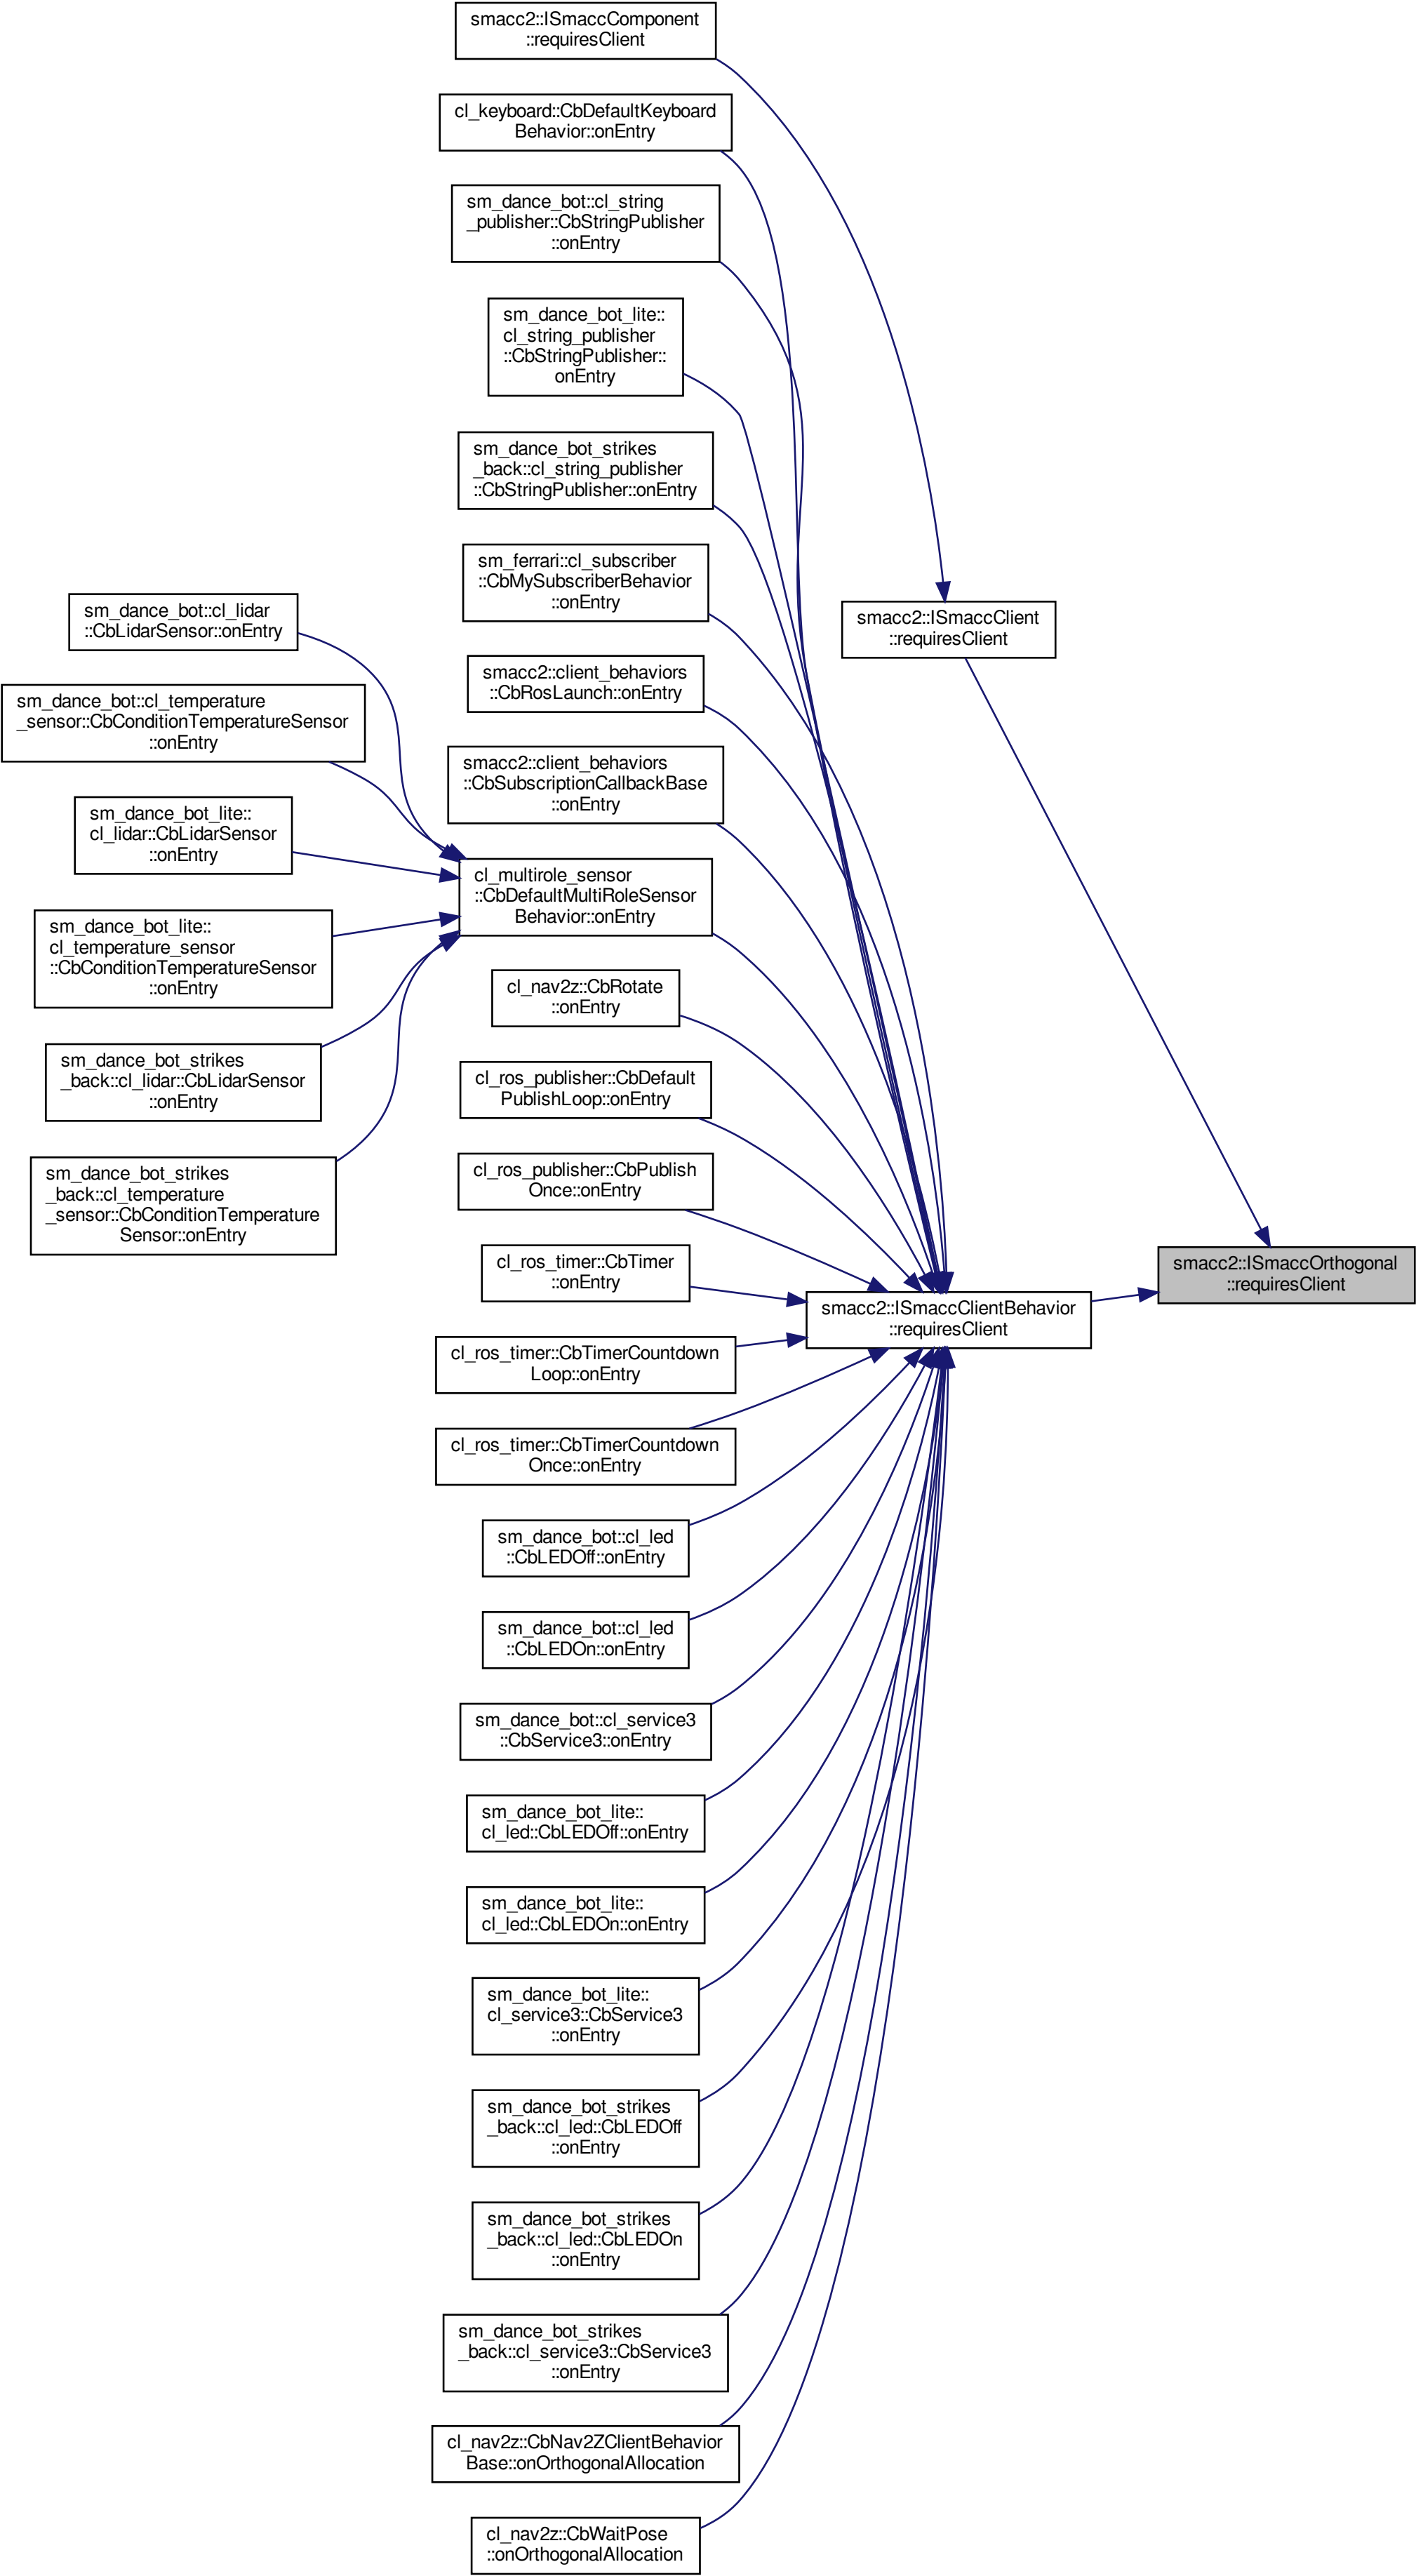 smacc2::ISmaccComponent
::requiresClient
cl_keyboard::CbDefaultKeyboard
Behavior::onEntry
sm_dance_bot::cl_string
_publisher::CbStringPublisher
::onEntry
sm_dance_bot_lite::
cl_string_publisher
::CbStringPublisher::
onEntry
sm_dance_bot_strikes
_back::cl_string_publisher
::CbStringPublisher::onEntry
sm_ferrari::cl_subscriber
::CbMySubscriberBehavior
::onEntry
smacc2::client_behaviors
::CbRosLaunch::onEntry
smacc2::client_behaviors
::CbSubscriptionCallbackBase
::onEntry
cl_multirole_sensor
::CbDefaultMultiRoleSensor
Behavior::onEntry
cl_nav2z::CbRotate
::onEntry
cl_ros_publisher::CbDefault
PublishLoop::onEntry
cl_ros_publisher::CbPublish
Once::onEntry
cl_ros_timer::CbTimer
::onEntry
cl_ros_timer::CbTimerCountdown
Loop::onEntry
cl_ros_timer::CbTimerCountdown
Once::onEntry
sm_dance_bot::cl_led
::CbLEDOff::onEntry
sm_dance_bot::cl_led
::CbLEDOn::onEntry
sm_dance_bot::cl_service3
::CbService3::onEntry
sm_dance_bot_lite::
cl_led::CbLEDOff::onEntry
sm_dance_bot_lite::
cl_led::CbLEDOn::onEntry
sm_dance_bot_lite::
cl_service3::CbService3
::onEntry
sm_dance_bot_strikes
_back::cl_led::CbLEDOff
::onEntry
sm_dance_bot_strikes
_back::cl_led::CbLEDOn
::onEntry
sm_dance_bot_strikes
_back::cl_service3::CbService3
::onEntry
cl_nav2z::CbNav2ZClientBehavior
Base::onOrthogonalAllocation
cl_nav2z::CbWaitPose
::onOrthogonalAllocation
sm_dance_bot::cl_lidar
::CbLidarSensor::onEntry
sm_dance_bot::cl_temperature
_sensor::CbConditionTemperatureSensor
::onEntry
sm_dance_bot_lite::
cl_lidar::CbLidarSensor
::onEntry
sm_dance_bot_lite::
cl_temperature_sensor
::CbConditionTemperatureSensor
::onEntry
sm_dance_bot_strikes
_back::cl_lidar::CbLidarSensor
::onEntry
sm_dance_bot_strikes
_back::cl_temperature
_sensor::CbConditionTemperature
Sensor::onEntry
smacc2::ISmaccClient
::requiresClient
smacc2::ISmaccClientBehavior
::requiresClient
smacc2::ISmaccOrthogonal
::requiresClient